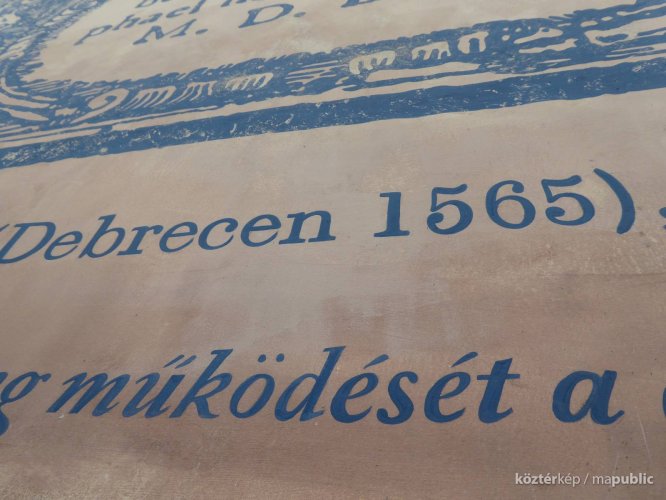 M. D.
(Debrecen 1565)
működését a
köztérkép / mapublic